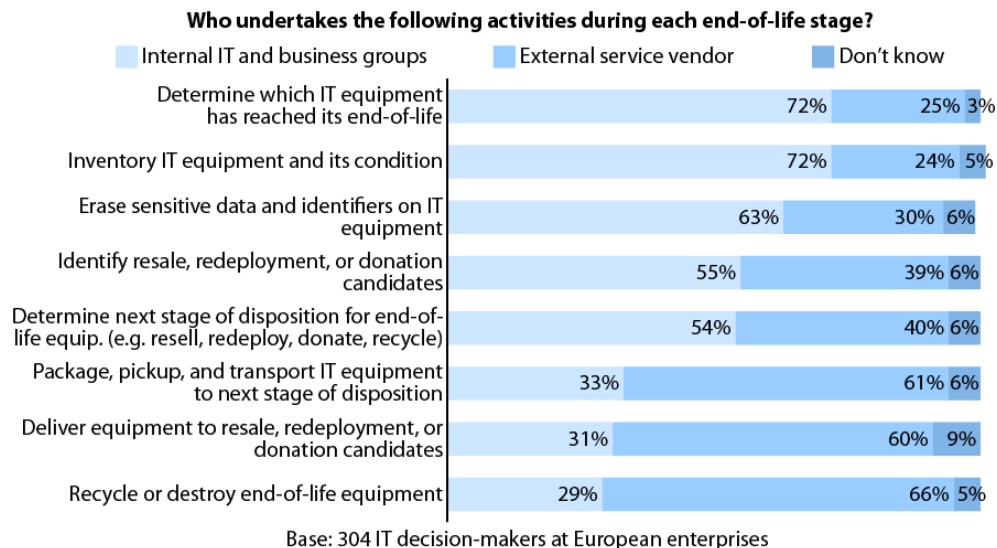 Who undertakes the following activities during each end-of-life stage?
Internal IT and business groups External service vendor Don’t know
Determine which IT equipment
has reached its end-of-life
72% 25% 3%
Inventory IT equipment and its condition
72% 24% 5%
Erase sensitive data and identifiers on IT
equipment
63% 30% 6%
Identify resale, redeployment, or donation
candidates
55% 39% 6%
Determine next stage of disposition for end-of-
life equip. (e.g. resell, redeploy, donate, recycle)
54% 40% 6%
Package, pickup, and transport IT equipment
to next stage of disposition
33% 61% 6%
Deliver equipment to resale, redeployment, or
donation candidates
31% 60% 9%
Recycle or destroy end-of-life equipment
29% 66% 5%
Base: 304 IT decision-makers at European enterprises